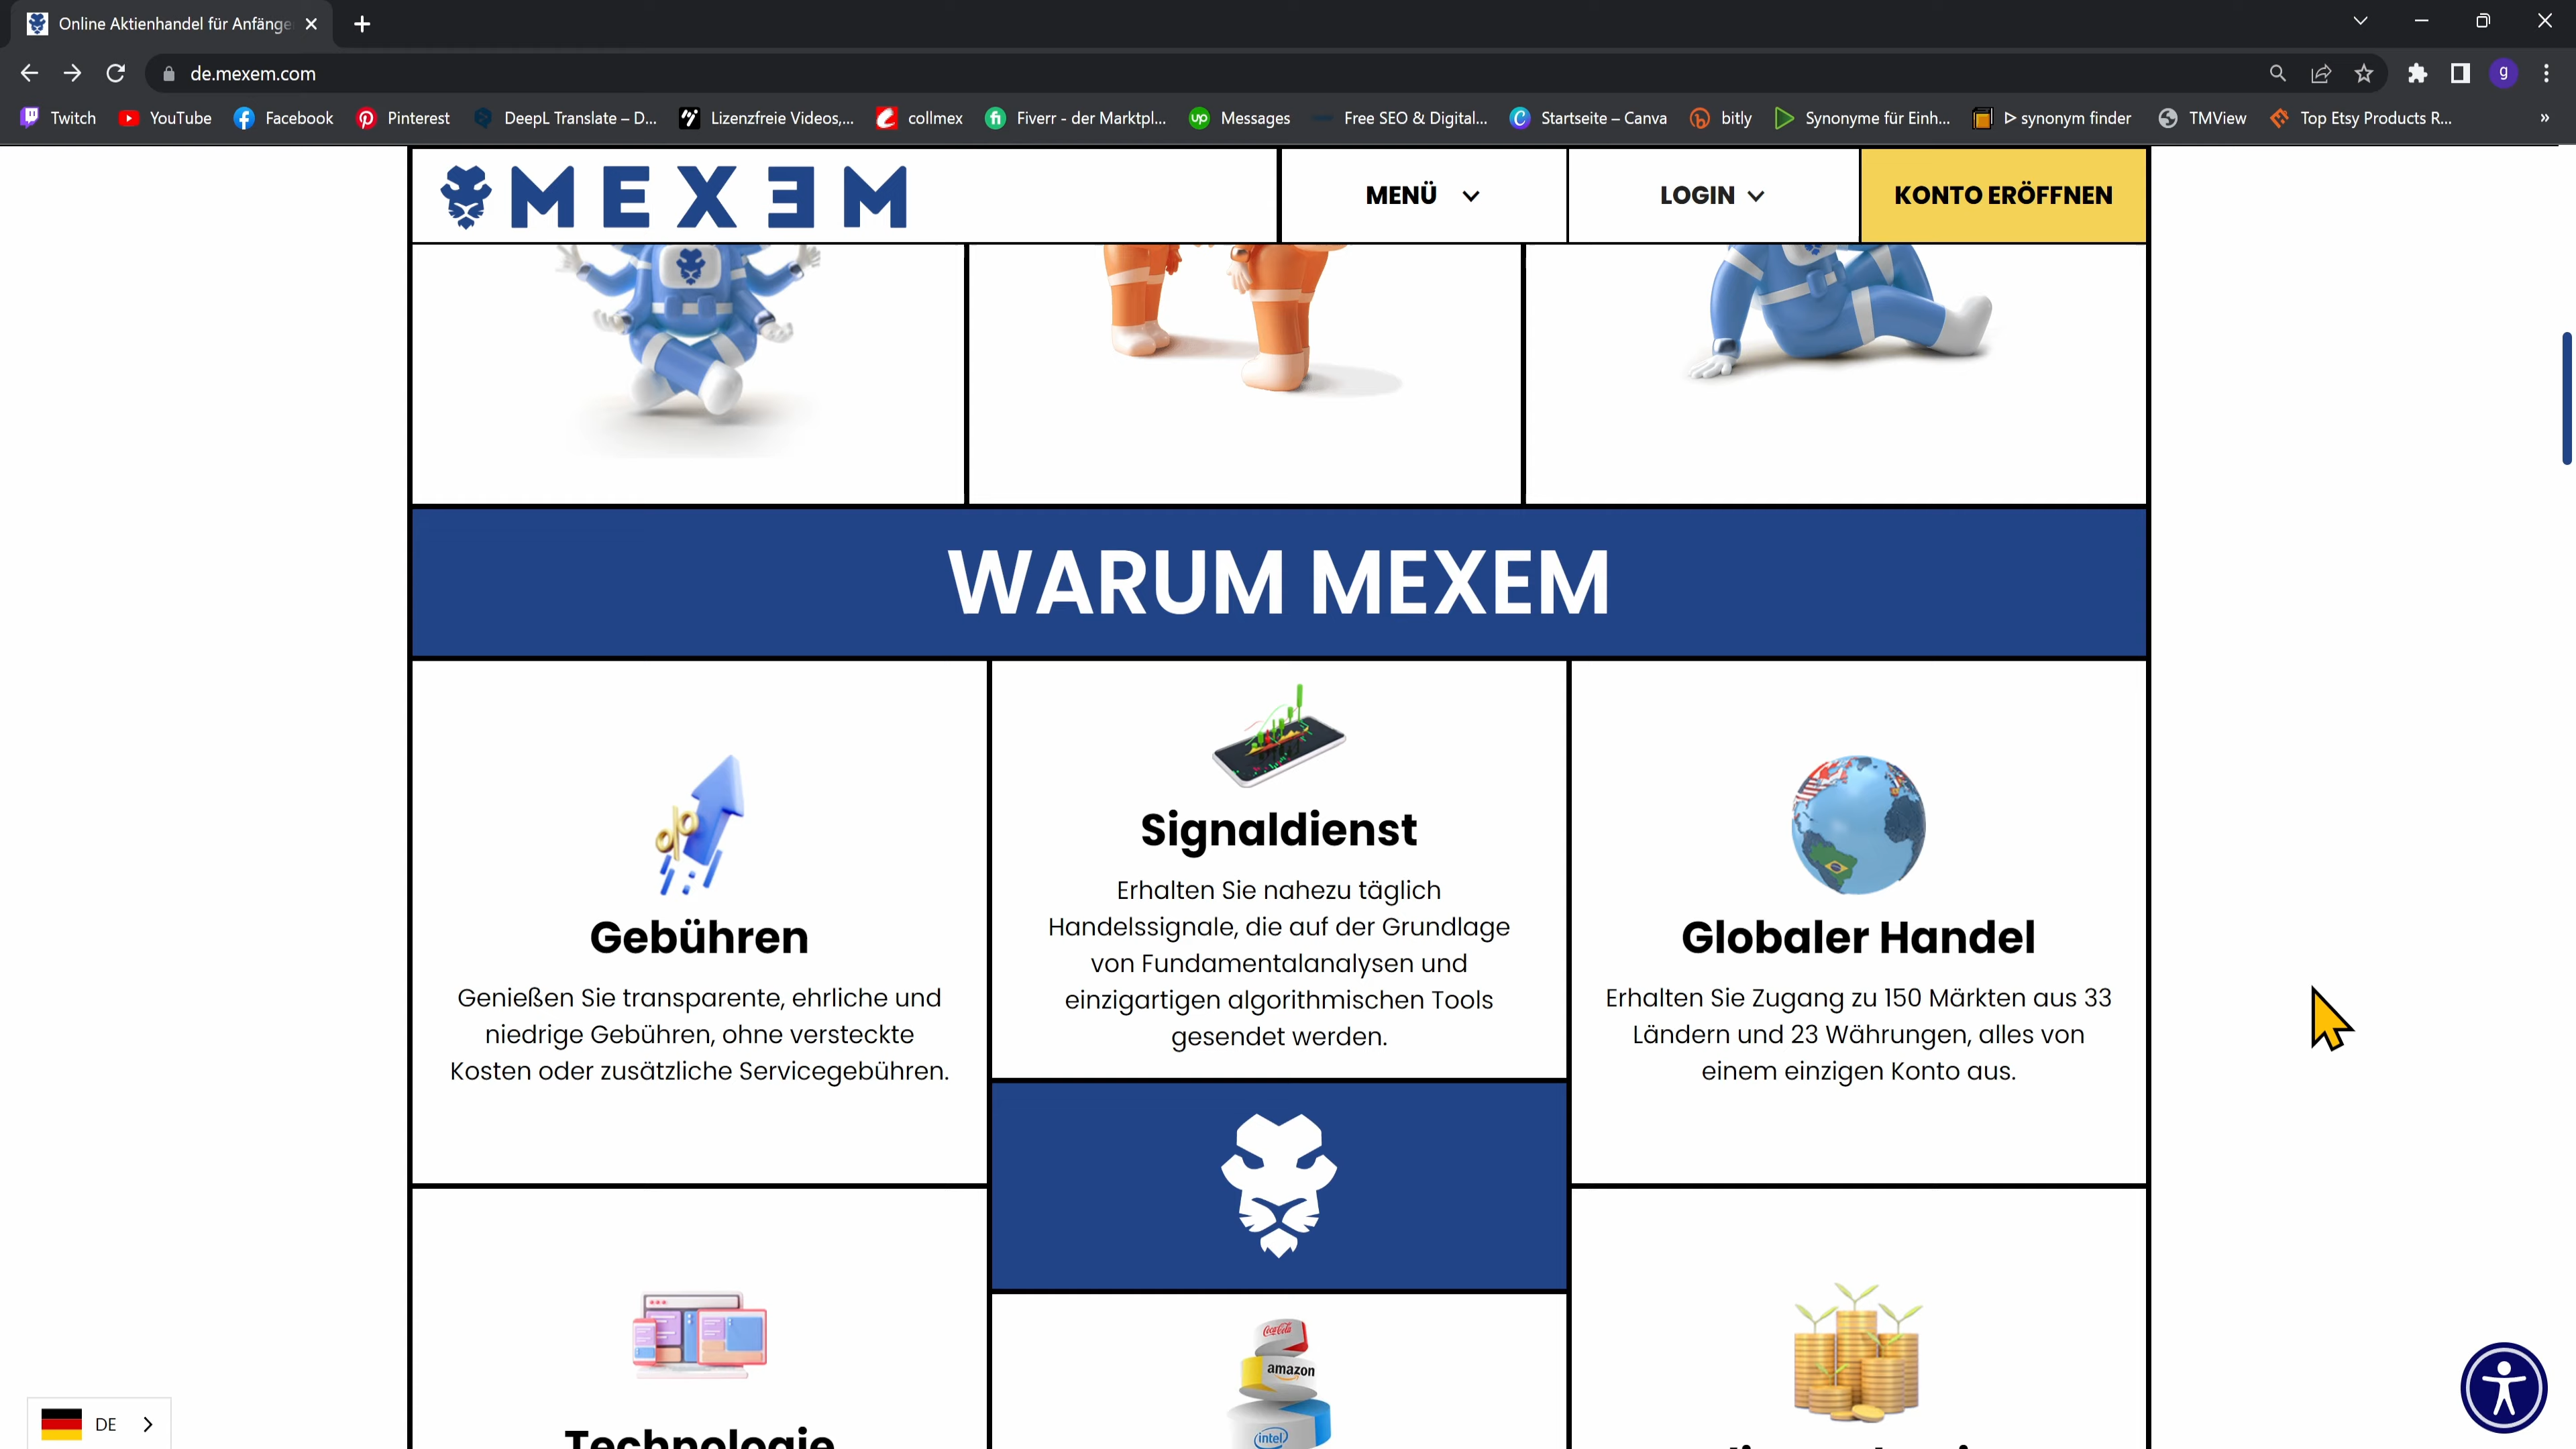 Online Aktienhandel für Anfänge
de.mexem.com
g
Twitch
YouTube
Facebook
Pinterest
DeepL Translate – D...
Lizenzfreie Videos,...
collmex
Fiverr - der Marktpl...
Messages
Free SEO & Digital...
Startseite – Canva
bitly
Synonyme für Einh...
ᐅ synonym finder
TMView
Top Etsy Products R...
»
MEXEM
MENÜ
LOGIN
KONTO ERÖFFNEN
WARUM MEXEM
Gebühren
Genießen Sie transparente, ehrliche und
niedrige Gebühren, ohne versteckte
Kosten oder zusätzliche Servicegebühren.
Signaldienst
Erhalten Sie nahezu täglich
Handelssignale, die auf der Grundlage
von Fundamentalanalysen und
einzigartigen algorithmischen Tools
gesendet werden.
Globaler Handel
Erhalten Sie Zugang zu 150 Märkten aus 33
Ländern und 23 Währungen, alles von
einem einzigen Konto aus.
Technologie
Coca-Cola
amazon
intel
DE